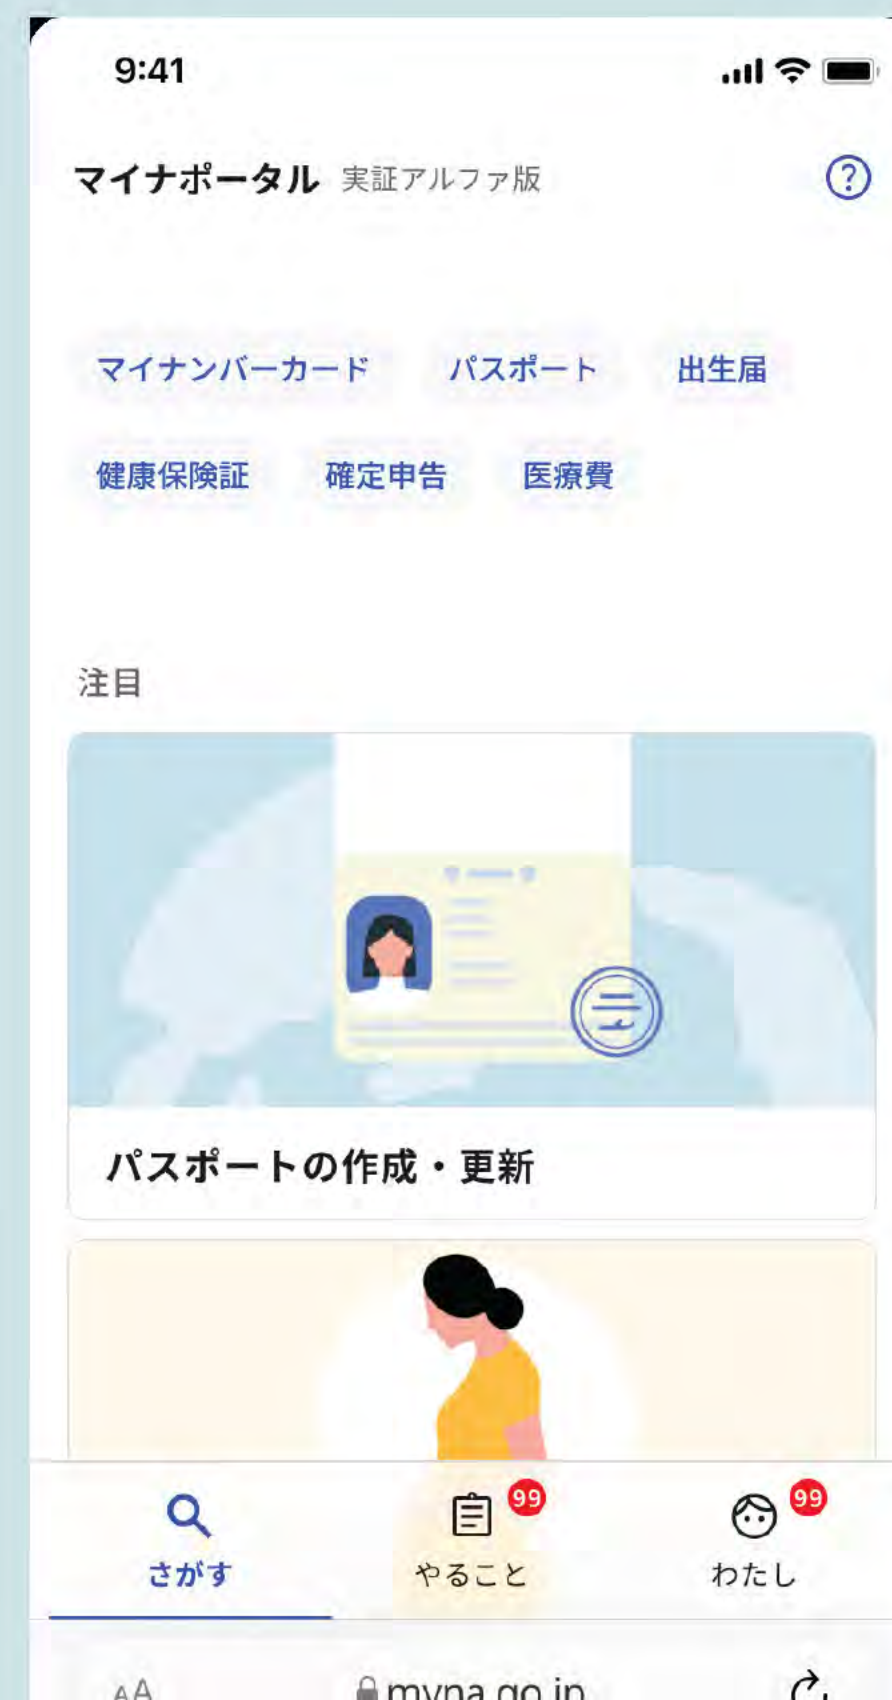 9:41
マイナポータル 実証アルファ版 ?
マイナンバーカード パスポート 出生届
健康保険証 確定申告 医療費
注目
パスポートの作成・更新
99 99
さがす やること わたし
AA myna.go.jp